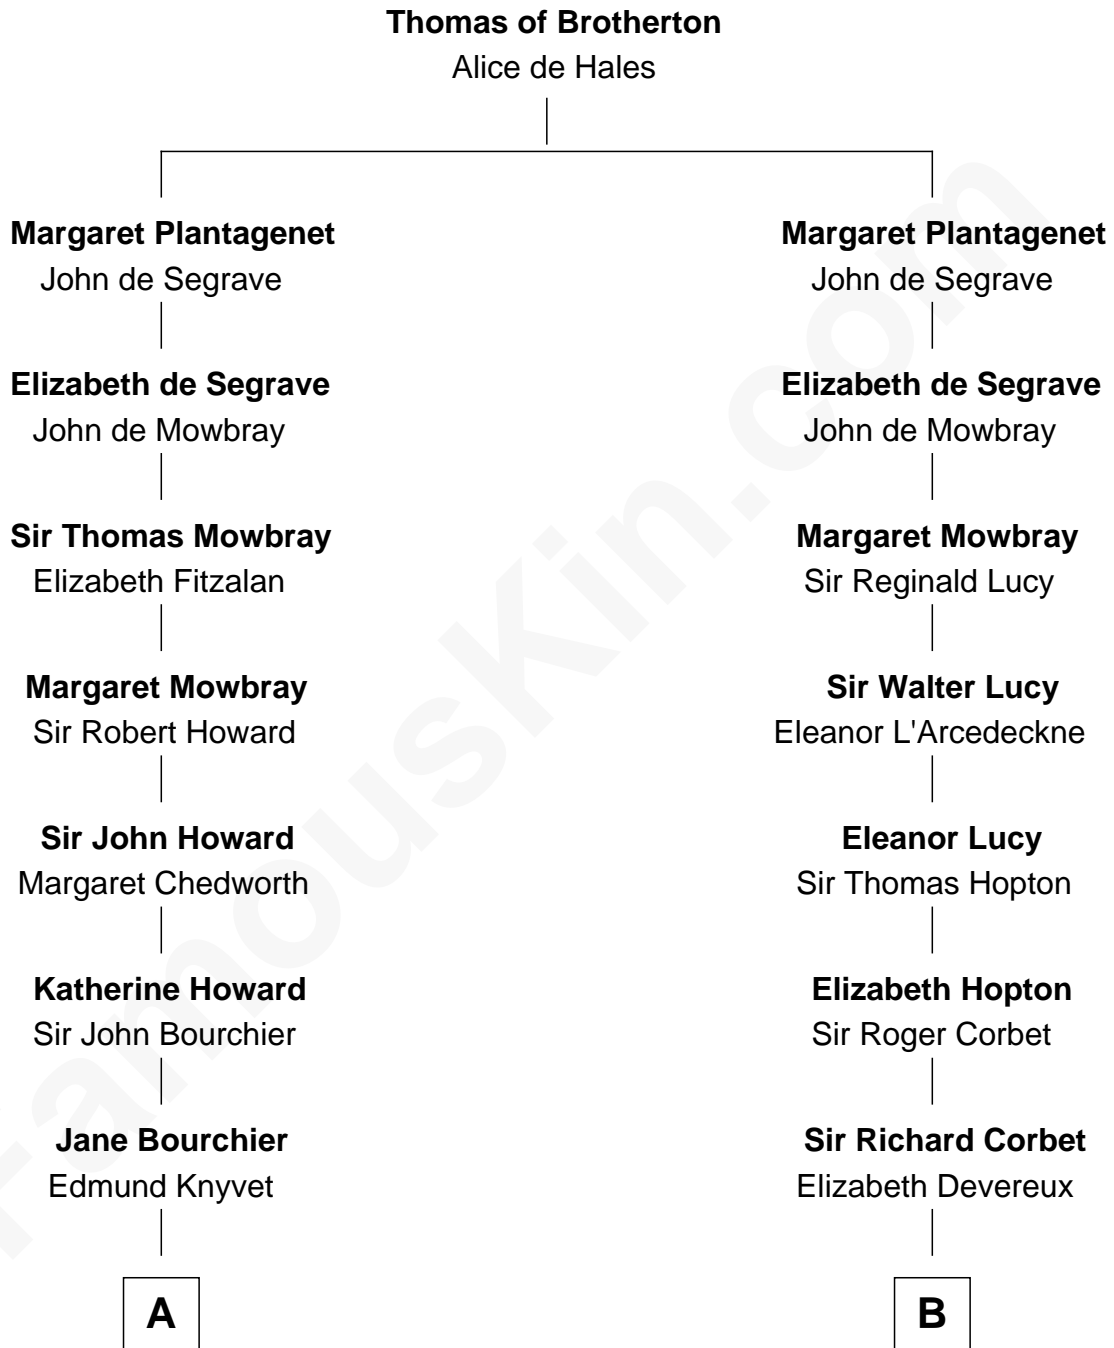 Thomas of Brotherton
Alice de Hales
Margaret Plantagenet
John de Segrave
Margaret Plantagenet
John de Segrave
Elizabeth de Segrave
John de Mowbray
Elizabeth de Segrave
John de Mowbray
Sir Thomas Mowbray
Elizabeth Fitzalan
Margaret Mowbray
Sir Reginald Lucy
Margaret Mowbray
Sir Robert Howard
Sir Walter Lucy
Eleanor L'Arcedeckne
Sir John Howard
Margaret Chedworth
Eleanor Lucy
Sir Thomas Hopton
Katherine Howard
Sir John Bourchier
Elizabeth Hopton
Sir Roger Corbet
Jane Bourchier
Edmund Knyvet
Sir Richard Corbet
Elizabeth Devereux
A
B
FamousKin.com